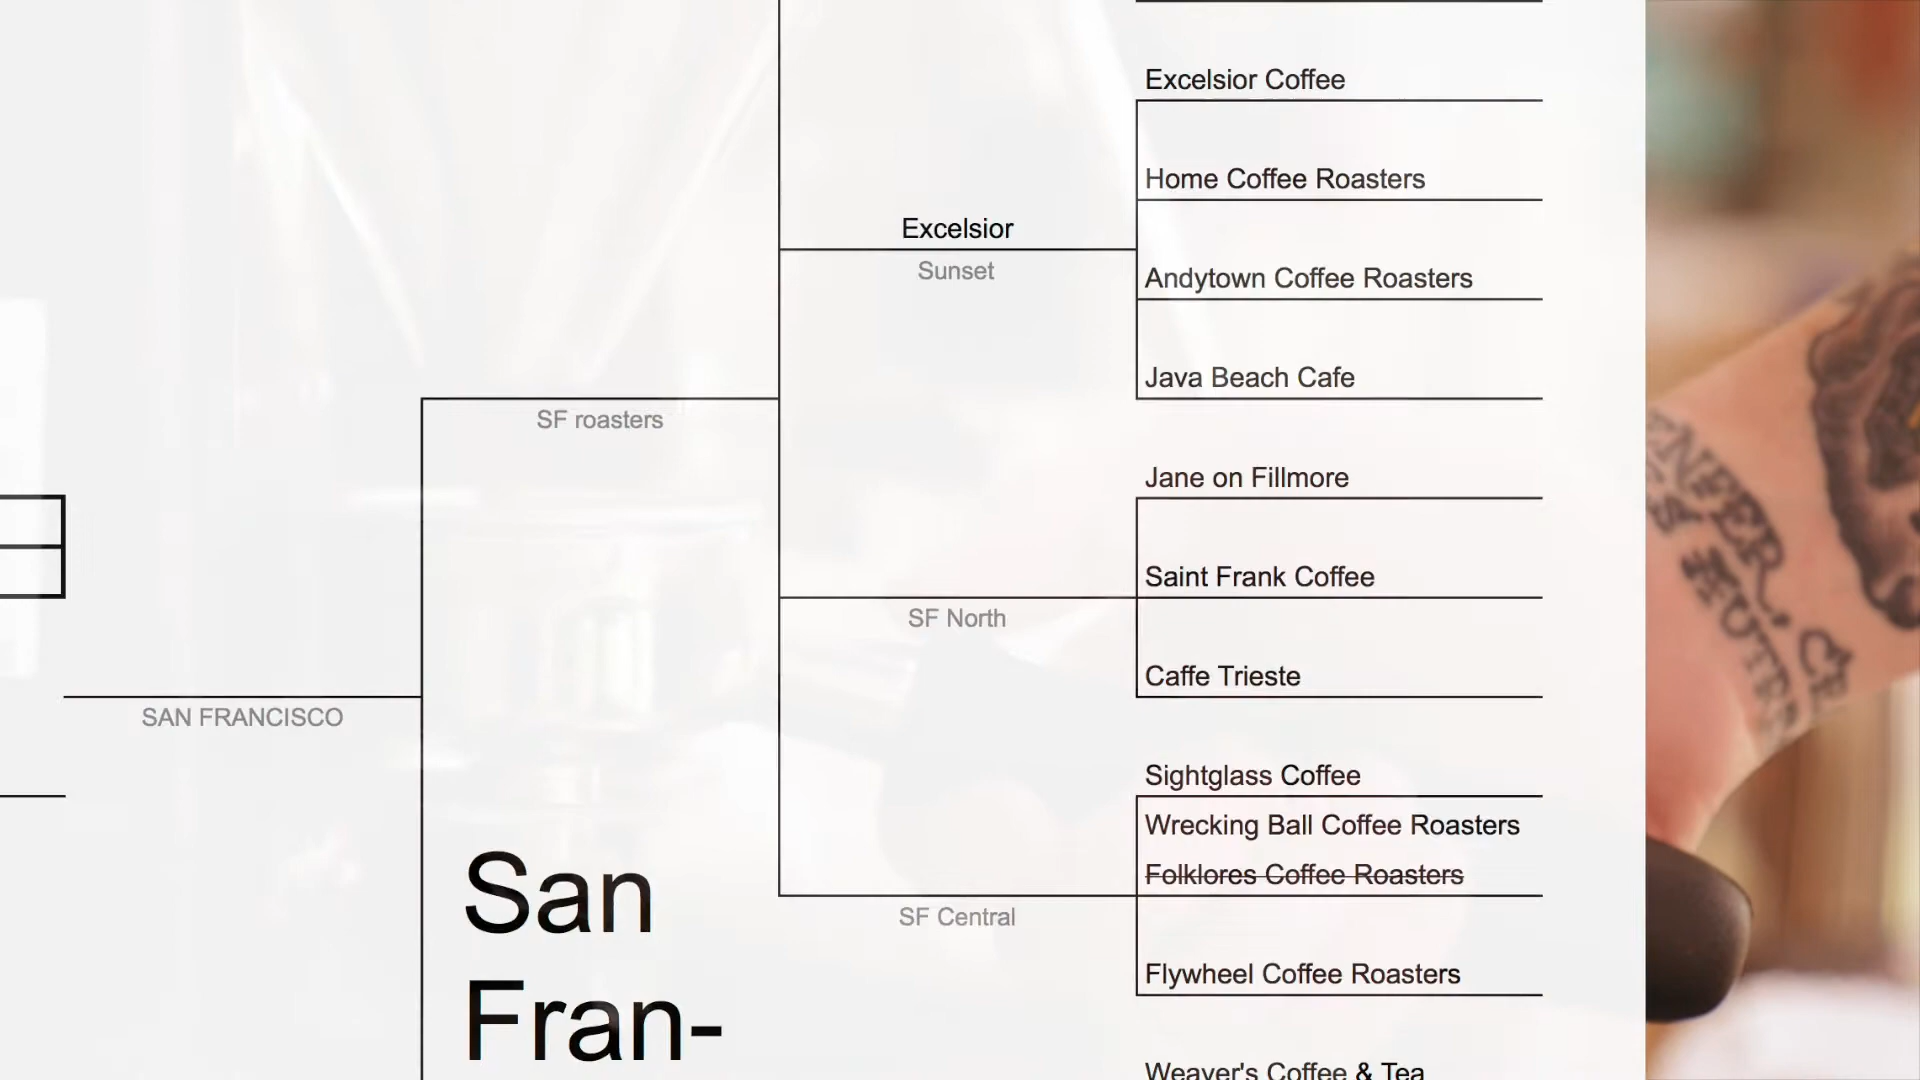 Excelsior Coffee
Home Coffee Roasters
Excelsior
Sunset
Andytown Coffee Roasters
Java Beach Cafe
SF roasters
Jane on Fillmore
Saint Frank Coffee
SF North
Caffe Trieste
SAN FRANCISCO
Sightglass Coffee
Wrecking Ball Coffee Roasters
Folklores Coffee Roasters
SF Central
San
Fran-
Flywheel Coffee Roasters
Weaver's Coffee & Tea